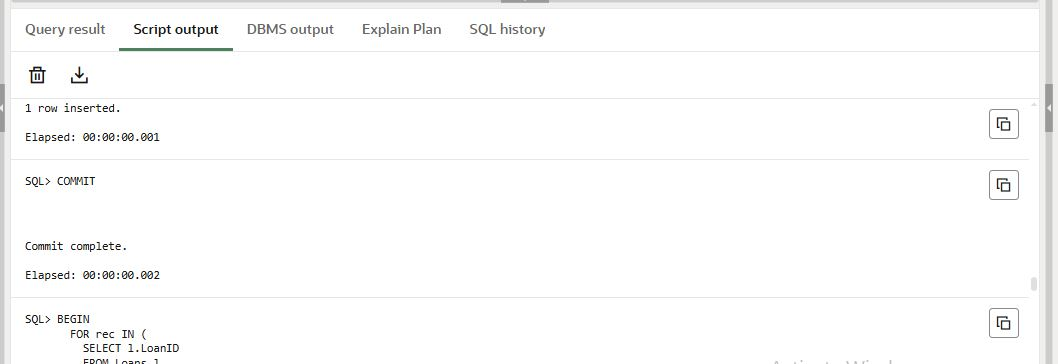 Query result Script output DBMS output Explain Plan SQL history
1 row inserted.
Elapsed: 00:00:00.001
SQL> COMMIT
Commit complete.
Elapsed: 00:00:00.002
SQL> BEGIN
FOR rec IN (
SELECT l.LoanID
FROM Loans l